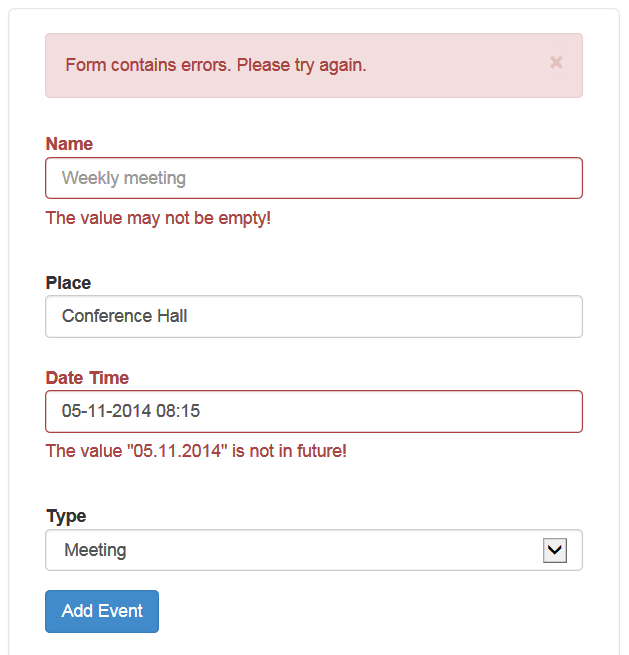 Form contains errors. Please try again.
×
Name
Weekly meeting
The value may not be empty!
Place
Conference Hall
Date Time
05-11-2014 08:15
The value "05.11.2014" is not in future!
Type
Meeting
Add Event